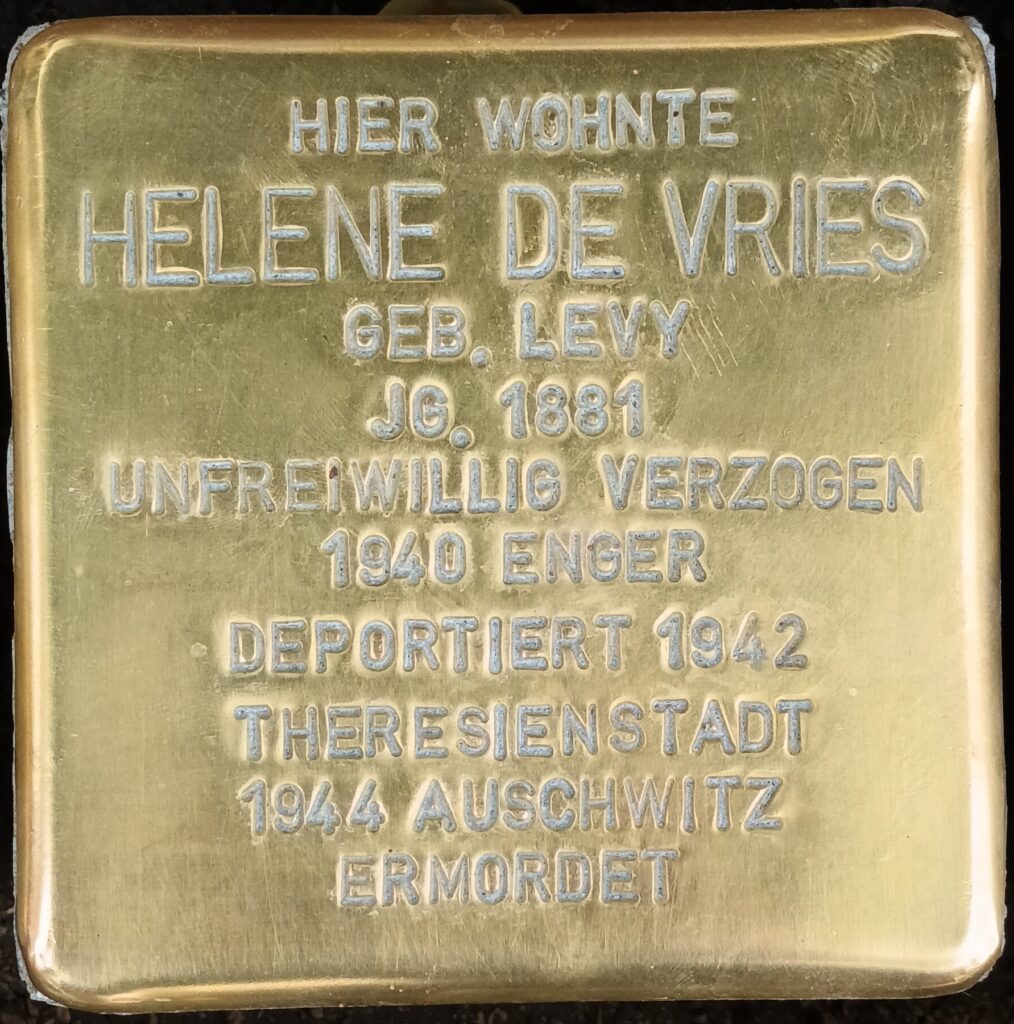 HIER WOHNTE
HELENE DE VRIES
GEB. LEVY
JG. 1881
UNFREIWILLIG VERZOGEN
1940 ENGER
DEPORTIERT 1942
THERESIENSTADT
1944 AUSCHWITZ
ERMORDET